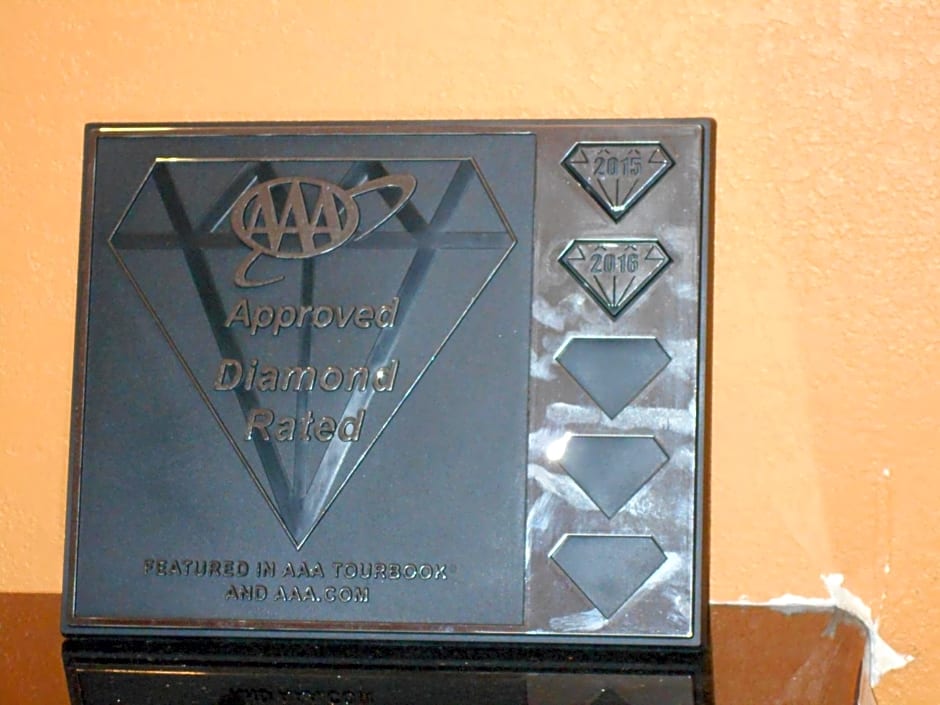 AAA
Approved
Diamond
Rated
FEATURED IN AAA TOURBOOK®
AND AAA.COM
2015
2016